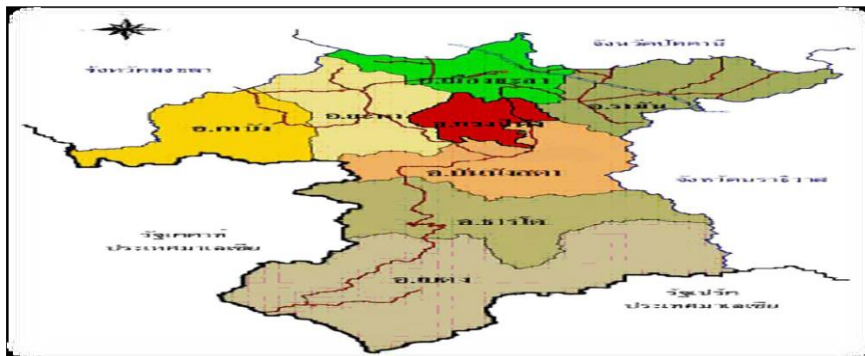 จังหวัดปัตตานี
จังหวัดสงขลา
อ.เมืองยะลา
อ.รามัน
อ.ยะหา
อ.กรงปินัง
อ.กาบัง
อ.บันนังสตา
จังหวัดนราธิวาส
อ.ธารโต
รัฐเคดาห์
ประเทศมาเลเซีย
อ.เบตง
รัฐเปรัค
ประเทศมาเลเซีย